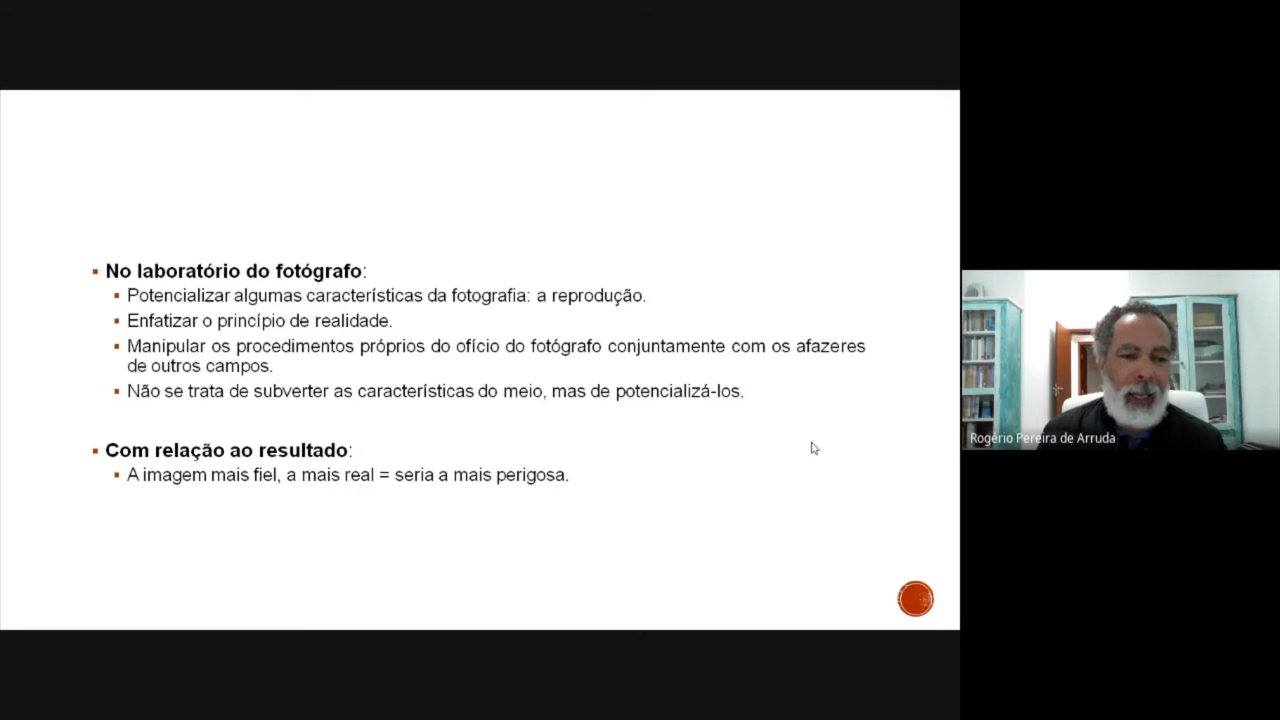 No laboratório do fotógrafo:
Potencializar algumas características da fotografia: a reprodução.
Enfatizar o princípio de realidade.
Manipular os procedimentos próprios do ofício do fotógrafo conjuntamente com os afazeres
de outros campos.
Não se trata de subverter as características do meio, mas de potencializá-los.
Com relação ao resultado:
A imagem mais fiel, a mais real = seria a mais perigosa.
Rogério Pereira de Arruda